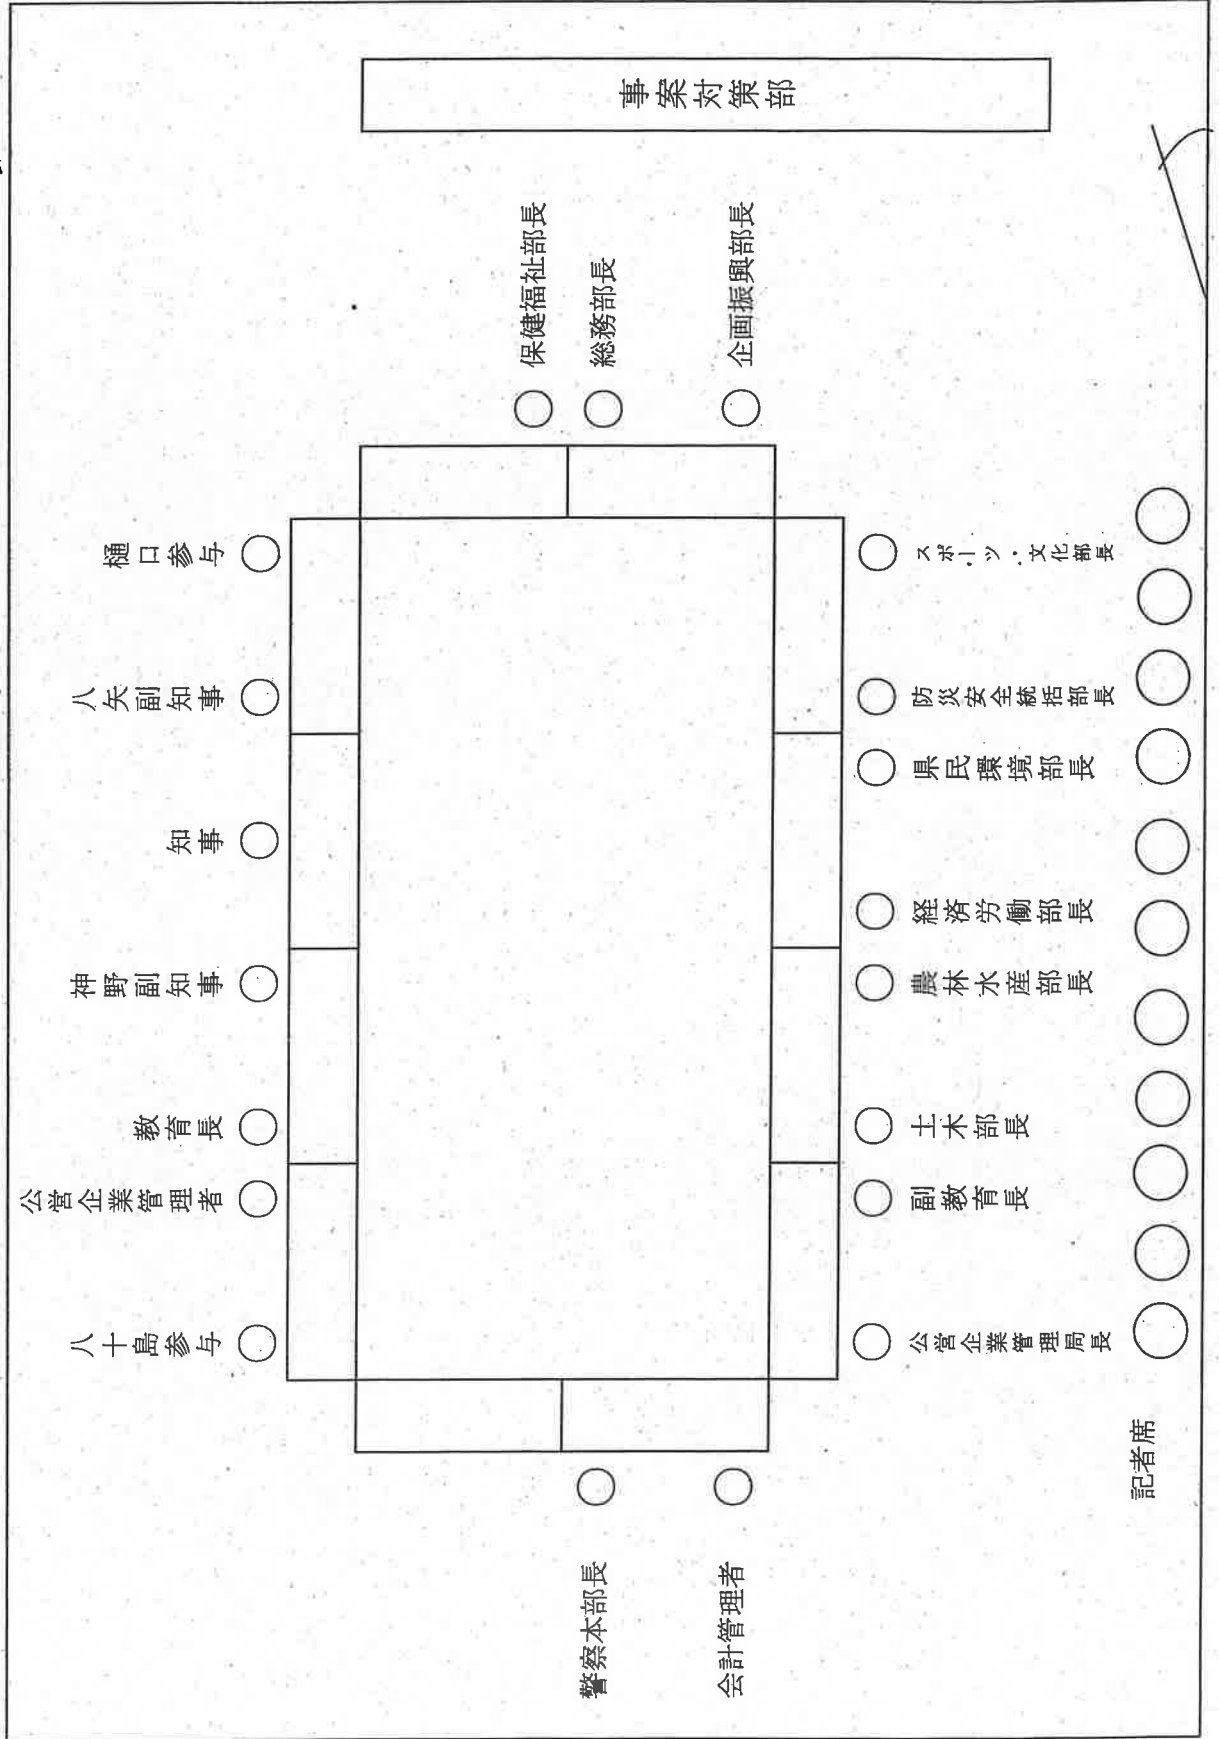 八十島参与
公営企業管理者
教育長
神野副知事
知事
八矢副知事
樋口参与
警察本部長
会計管理者
保健福祉部長
総務部長
企画振興部長
事案対策部
公営企業管理局長
副教育長
土木部長
農林水産部長
経済労働部長
県民環境部長
防災安全統括部長
スポーツ・文化部長
記者席